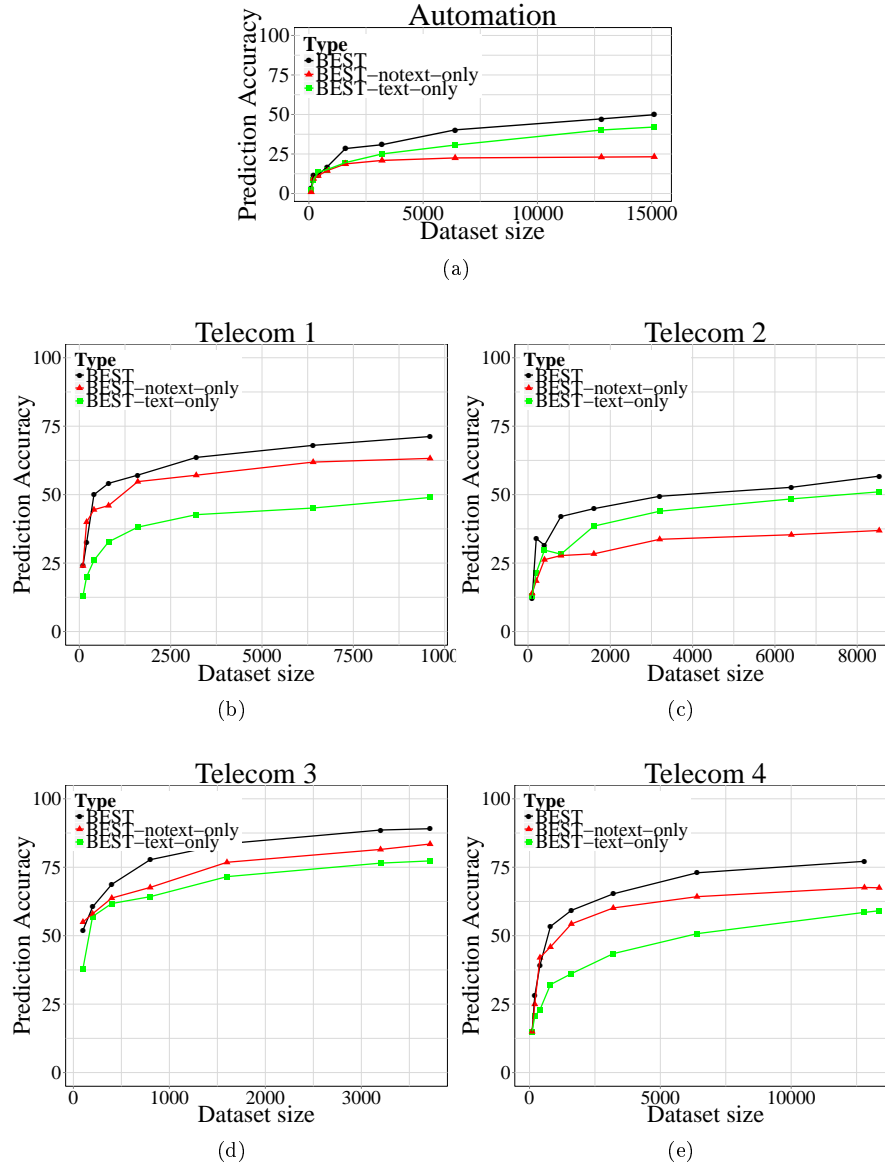 Automation
Prediction Accuracy
100
75
50
25
0
Type
BEST
BEST−notext−only
BEST−text−only
0 5000 10000 15000
Dataset size
(a)
Telecom 1
Prediction Accuracy
100
75
50
25
0
Type
BEST
BEST−notext−only
BEST−text−only
0 2500 5000 7500 1000
Dataset size
(b)
Telecom 2
Prediction Accuracy
100
75
50
25
0
Type
BEST
BEST−notext−only
BEST−text−only
0 2000 4000 6000 8000
Dataset size
(c)
Telecom 3
Prediction Accuracy
100
75
50
25
0
Type
BEST
BEST−notext−only
BEST−text−only
0 1000 2000 3000
Dataset size
(d)
Telecom 4
Prediction Accuracy
100
75
50
25
0
Type
BEST
BEST−notext−only
BEST−text−only
0 5000 10000
Dataset size
(e)